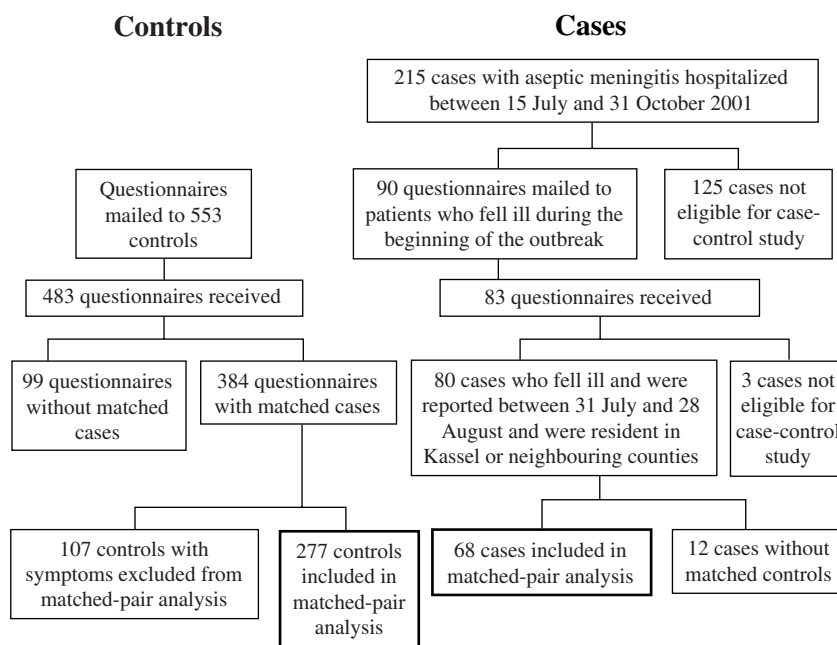 Controls
Cases
215 cases with aseptic meningitis hospitalized
between 15 July and 31 October 2001
Questionnaires
mailed to 553
controls
90 questionnaires mailed to
patients who fell ill during the
beginning of the outbreak
125 cases not
eligible for case-
control study
483 questionnaires received
83 questionnaires received
99 questionnaires
without matched
cases
384 questionnaires
with matched cases
80 cases who fell ill and were
reported between 31 July and 28
August and were resident in
Kassel or neighbouring counties
3 cases not
eligible for
case-control
study
107 controls with
symptoms excluded from
matched-pair analysis
277 controls
included in
matched-pair
analysis
68 cases included in
matched-pair analysis
12 cases without
matched controls